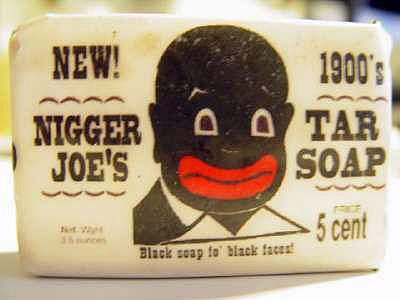 NEW!
1900's
NIGGER
JOE'S
TAR
SOAP
Net. Wght
3.5 ounces
PRICE
5 cent
Black soap fo' black faces!